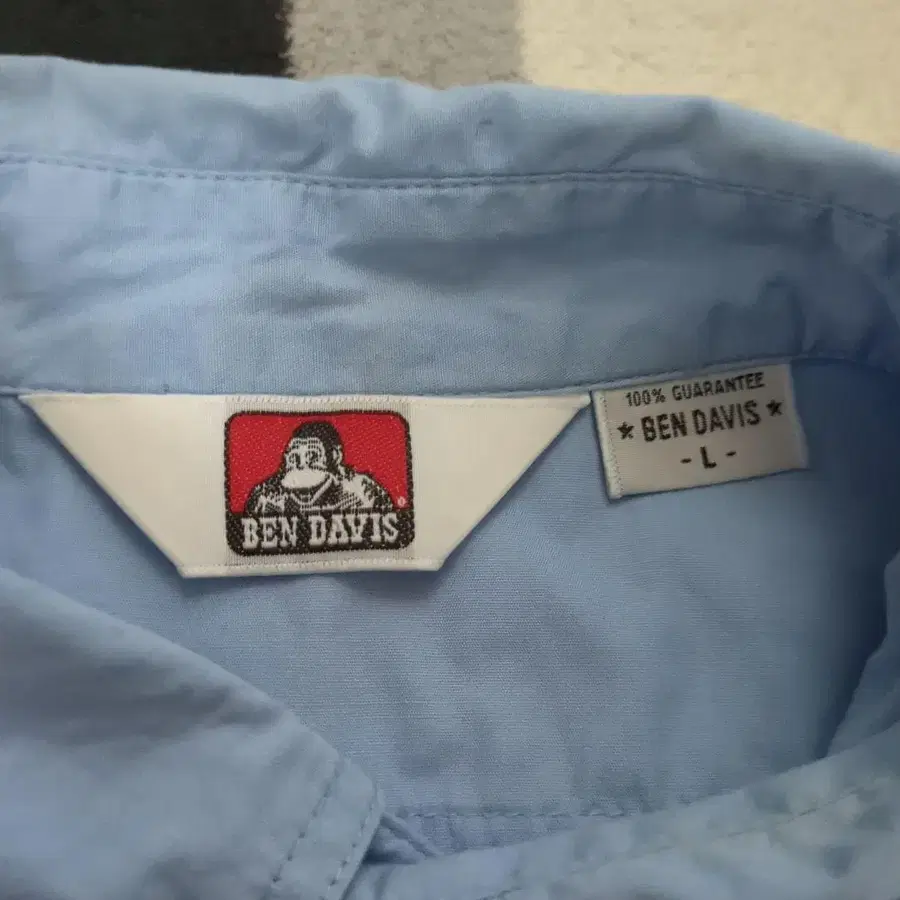 BEN DAVIS
100% GUARANTEE
★ BEN DAVIS ★
- L -